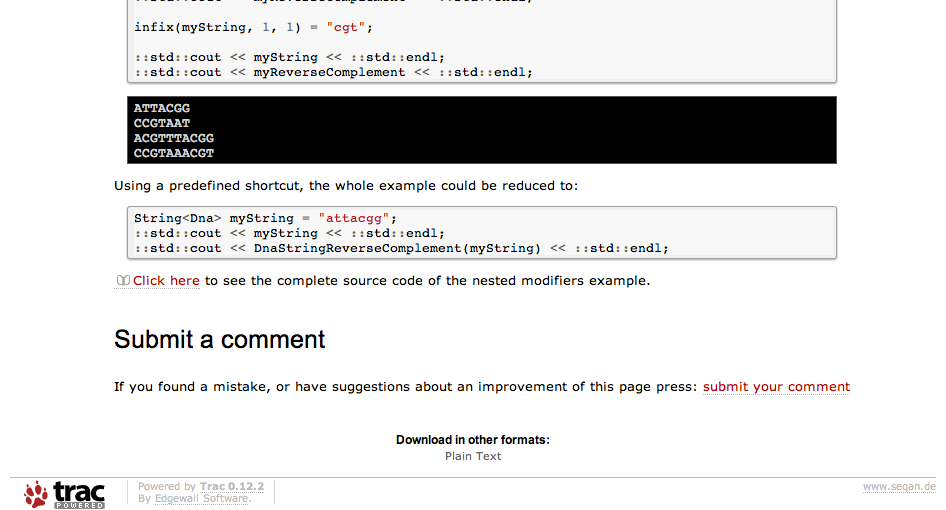 infix(myString, 1, 1) = "cgt";
::std::cout << myString << ::std::endl;
::std::cout << myReverseComplement << ::std::endl;
ATTACGG
CCGTAAT
ACGTTTACGG
CCGTAAACGT
Using a predefined shortcut, the whole example could be reduced to:
String<Dna> myString = "attacgg";
::std::cout << myString << ::std::endl;
::std::cout << DnaStringReverseComplement(myString) << ::std::endl;
Click here to see the complete source code of the nested modifiers example.
Submit a comment
If you found a mistake, or have suggestions about an improvement of this page press: submit your comment
Download in other formats:
Plain Text
trac
POWERED
Powered by Trac 0.12.2
By Edgewall Software.
www.seqan.de